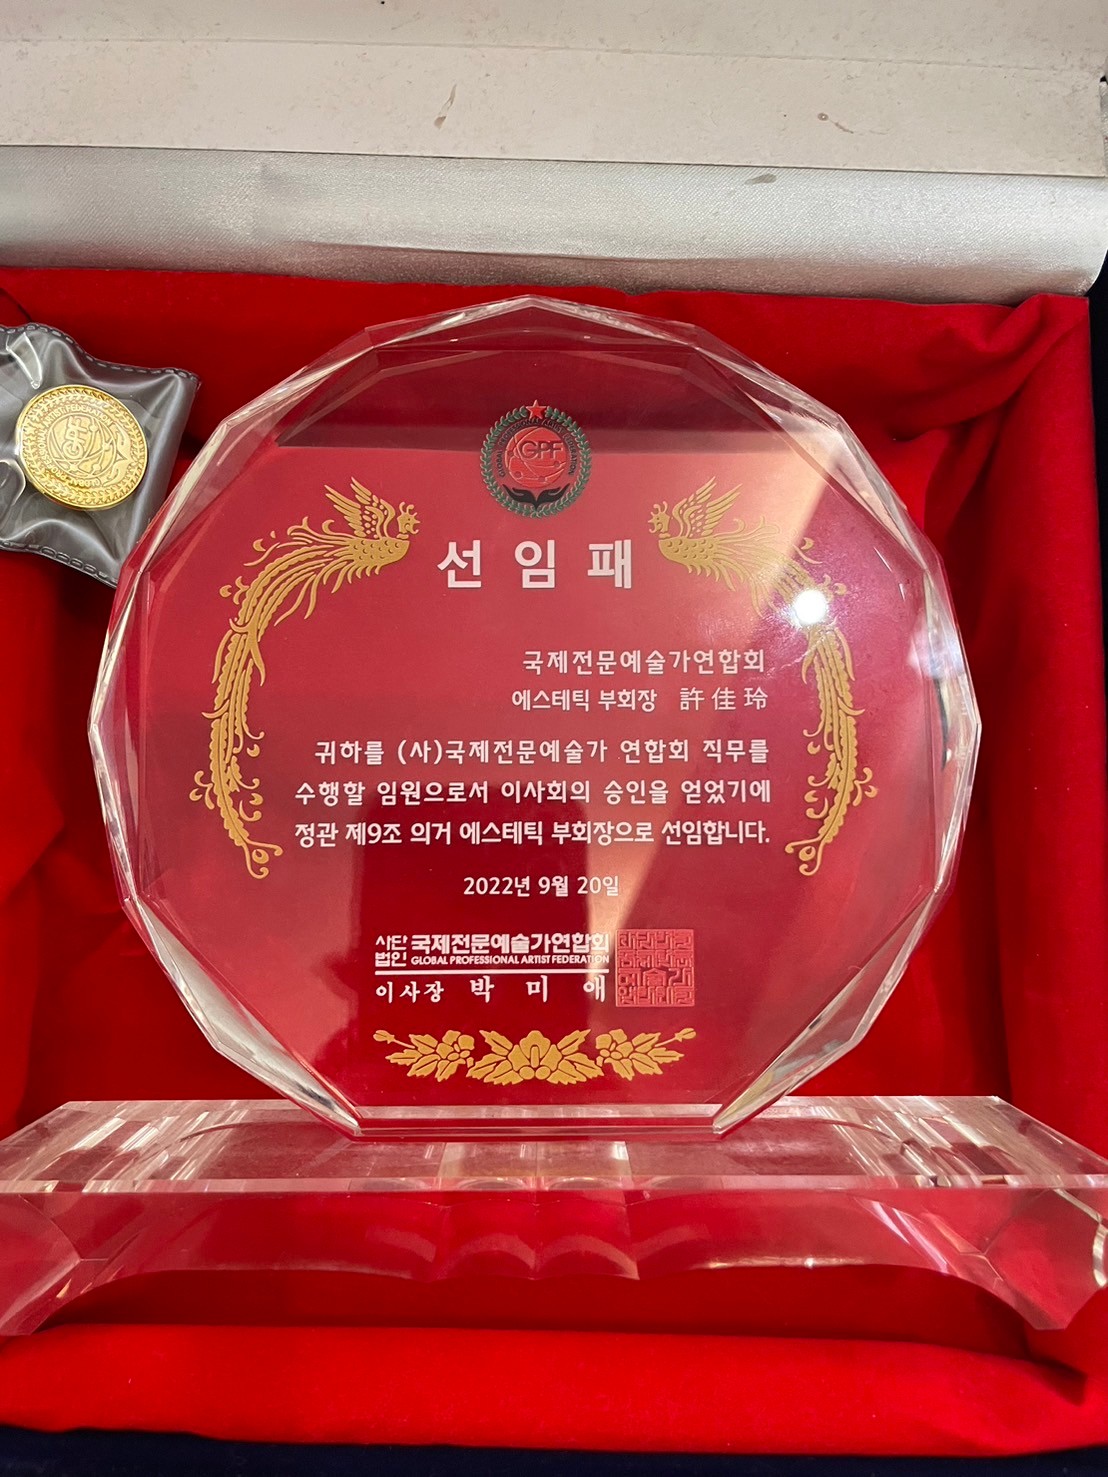 GPF
선임패
국제전문예술가연합회
에스테틱 부회장 許佳玲
귀하를 (사)국제전문예술가 연합회 직무를
수행할 임원으로서 이사회의 승인을 얻었기에
정관 제9조 의거 에스테틱 부회장으로 선임합니다.
2022년 9월 20일
사단법인 국제전문예술가연합회
GLOBAL PROFESSIONAL ARTIST FEDERATION
이사장 박미애